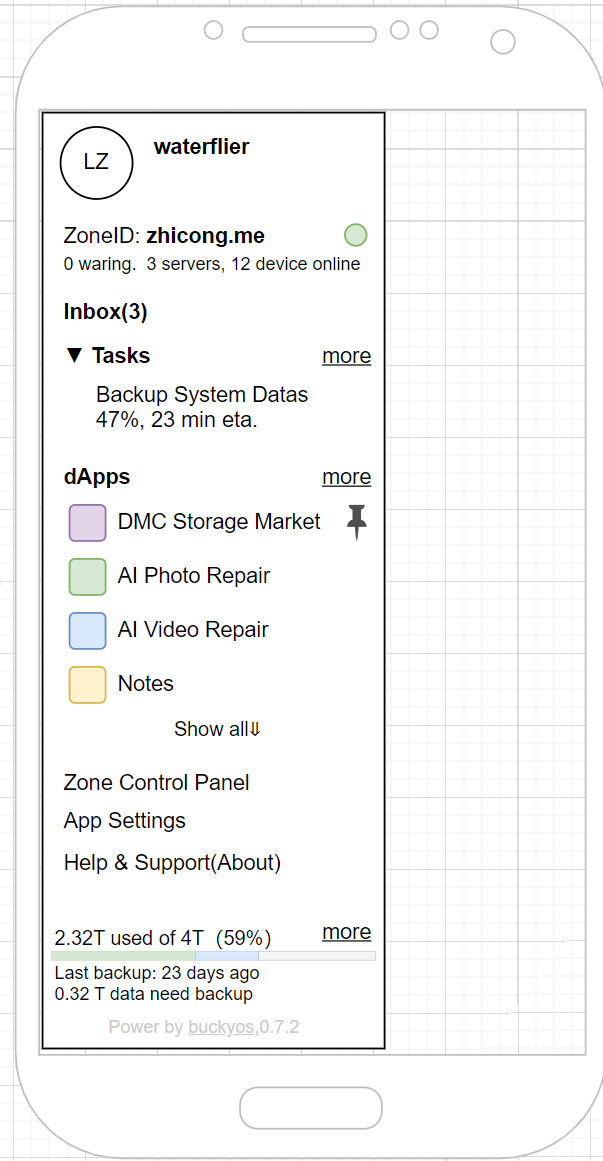 LZ
waterflier
ZoneID: zhicong.me
0 waring.  3 servers, 12 device online
Inbox(3)
▼ Tasks more
Backup System Datas
47%, 23 min eta.
dApps more
DMC Storage Market
AI Photo Repair
AI Video Repair
Notes
Show all⇓
Zone Control Panel
App Settings
Help & Support(About)
2.32T used of 4T  (59%) more
Last backup: 23 days ago
0.32 T data need backup
Power by buckyos,0.7.2